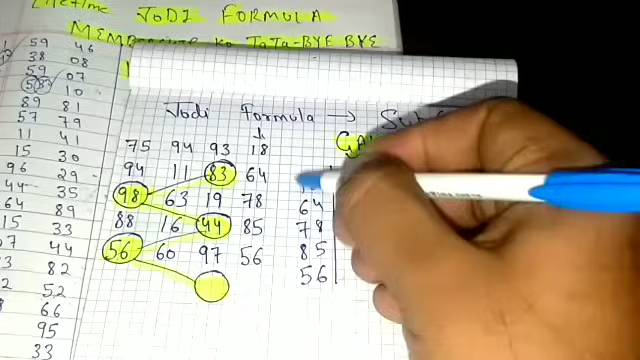 Lifetime JODI FORMULA
MEMBERSHIP KO TATA-BYE BYE
59 46
38 08
59 07
58 10
89 81
57 79
11 41
15 30
96 29
44 35
64 89
15 33
07 44
82
52
66
95
33
Jodi Formula →
75 94 93 18
94 11 83 64
98 63 19 78 64
88 16 44 85 78
56 60 97 56 85
56